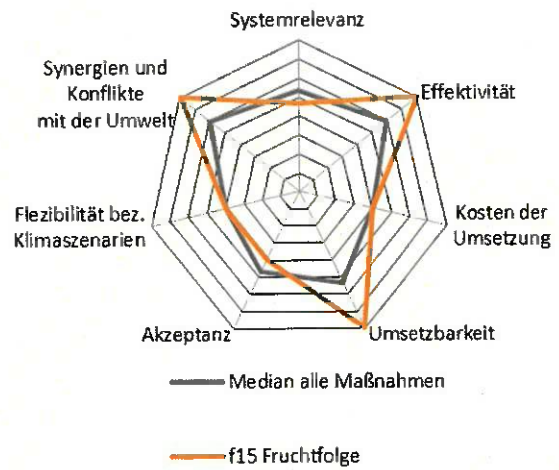 Systemrelevanz
Synergien und
Konflikte
mit der Umwelt
Effektivität
Flezibilität bez.
Klimaszenarien
Kosten der
Umsetzung
Akzeptanz
Umsetzbarkeit
Median alle Maßnahmen
f15 Fruchtfolge